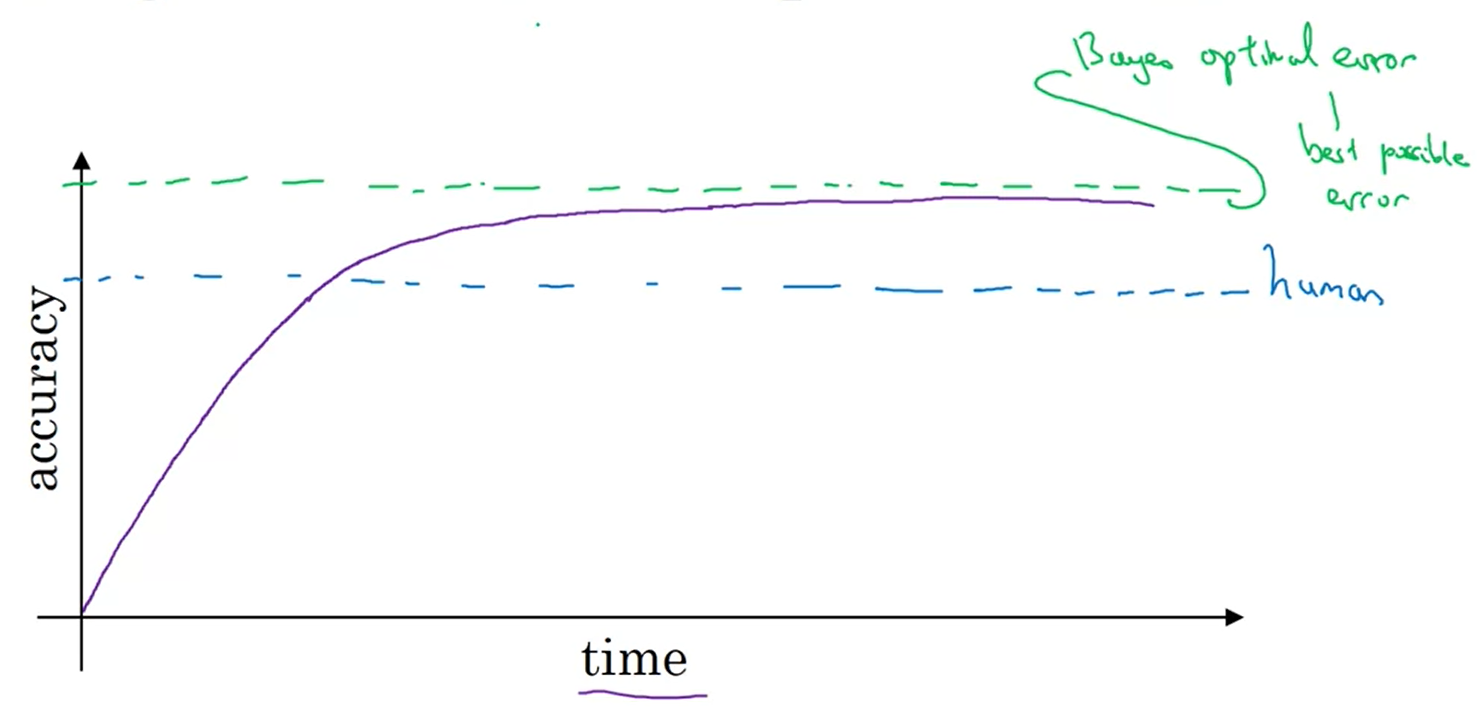 Bayes optimal error
best possible
error
human
accuracy
time